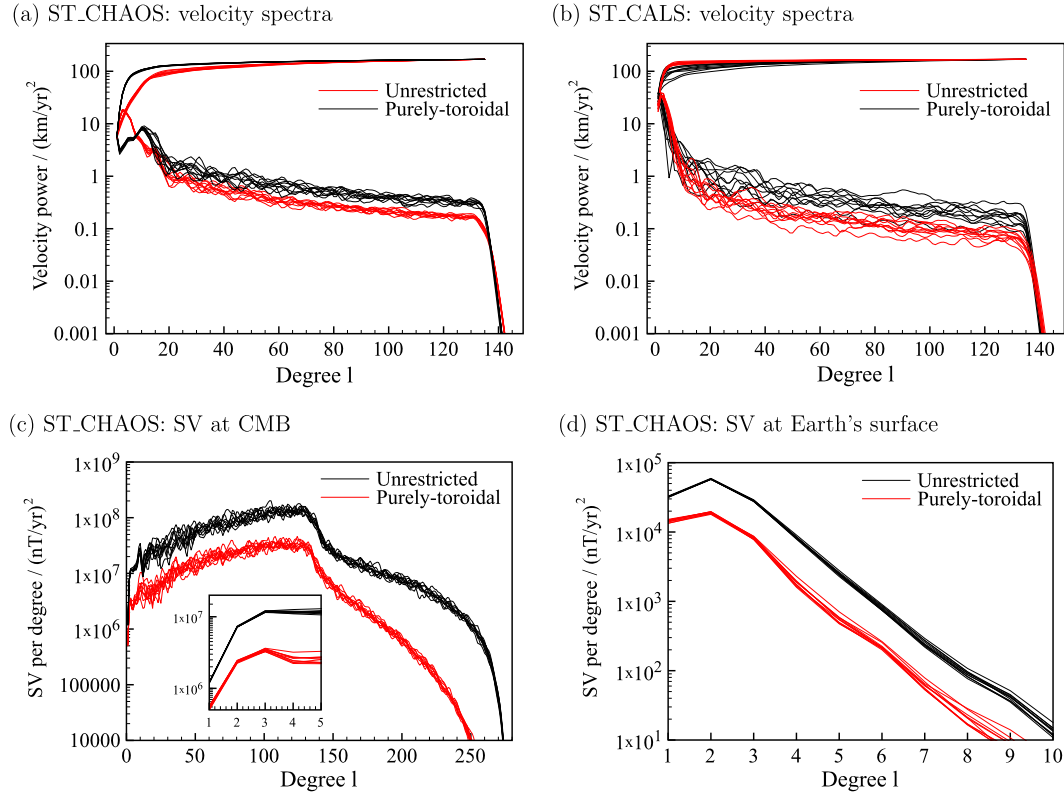 (a) ST_CHAOS: velocity spectra
Velocity power / (km/yr)²
100
10
1
0.1
0.01
0.001
Unrestricted
Purely-toroidal
0 20 40 60 80 100 120 140
Degree l
(b) ST_CALS: velocity spectra
Velocity power / (km/yr)²
100
10
1
0.1
0.01
0.001
Unrestricted
Purely-toroidal
0 20 40 60 80 100 120 140
Degree l
(c) ST_CHAOS: SV at CMB
SV per degree / (nT/yr)²
1x10⁹
1x10⁸
1x10⁷
1x10⁶
100000
10000
Unrestricted
Purely-toroidal
1x10⁷
1x10⁶
1 2 3 4 5
0 50 100 150 200 250
Degree l
(d) ST_CHAOS: SV at Earth's surface
SV per degree / (nT/yr)²
1x10⁵
1x10⁴
1x10³
1x10²
1x10¹
Unrestricted
Purely-toroidal
1 2 3 4 5 6 7 8 9 10
Degree l